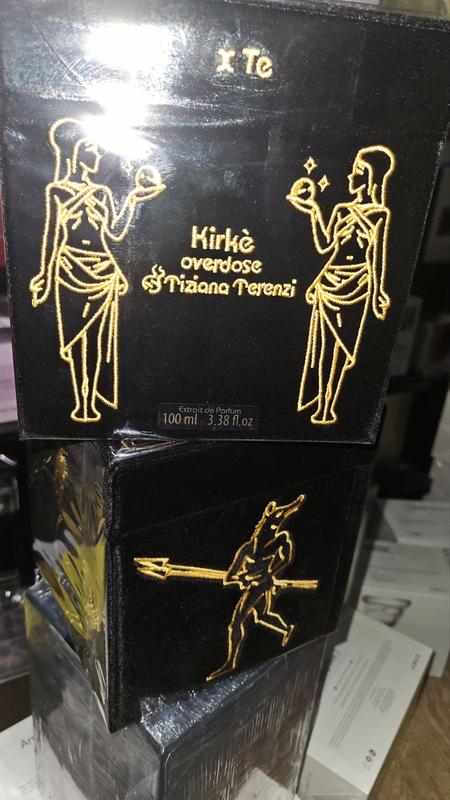 x Te
Kirkè
overdose
Tiziana Terenzi
Extrait de Parfum
100 ml 3,38 fl.oz